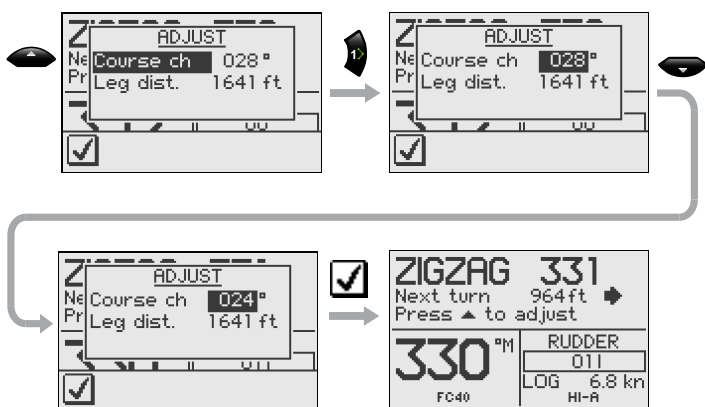 ADJUST
Course ch 028°
Leg dist. 1641 ft
1
ADJUST
Course ch 028°
Leg dist. 1641 ft
ADJUST
Course ch 024°
Leg dist. 1641 ft
ZIGZAG 331
Next turn 964ft
Press ▲ to adjust
330 °M
FC40
RUDDER
01
LOG 6.8 kn
HI-A